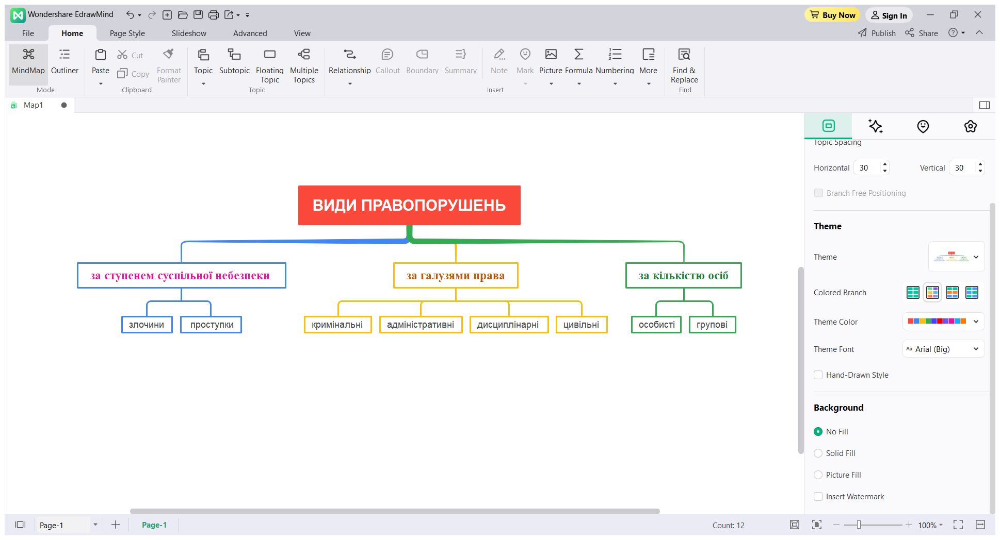 Wondershare EdrawMind
Buy Now
Sign In
File
Home
Page Style
Slideshow
Advanced
View
Publish
Share
MindMap
Outliner
Mode
Paste
Cut
Copy
Format
Painter
Clipboard
Topic
Subtopic
Floating
Topic
Multiple
Topics
Topic
Relationship
Callout
Boundary
Summary
Note
Mark
Picture
Formula
Numbering
More
Insert
Find &
Replace
Find
Map1
ВИДИ ПРАВОПОРУШЕНЬ
за ступенем суспільної небезпеки
за галузями права
за кількістю осіб
злочини
проступки
кримінальні
адміністративні
дисциплінарні
цивільні
особисті
групові
Topic Spacing
Horizontal 30
Vertical 30
Branch Free Positioning
Theme
Theme
Colored Branch
Theme Color
Theme Font
Aa Arial (Big)
Hand-Drawn Style
Background
No Fill
Solid Fill
Picture Fill
Insert Watermark
Page-1
Page-1
Count: 12
100%